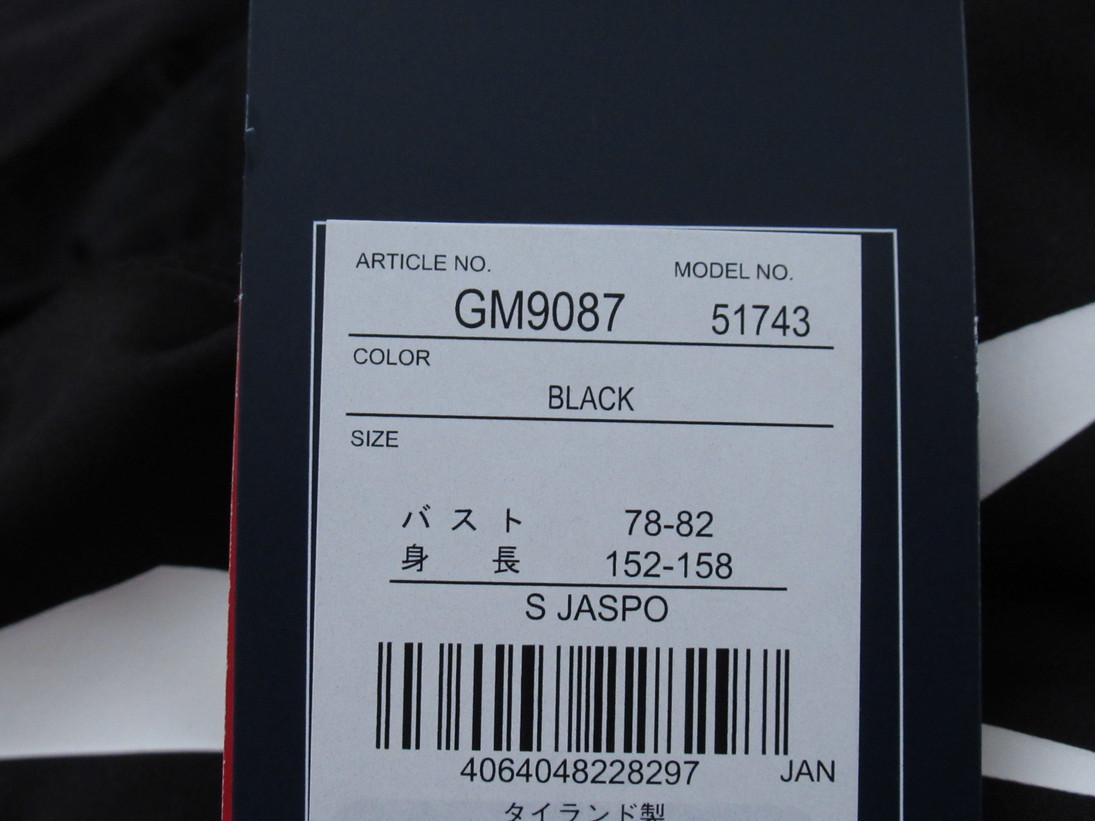 ARTICLE NO. MODEL NO.
GM9087 51743
COLOR
BLACK
SIZE
バスト 78-82
身長 152-158
S JASPO
4064048228297 JAN
タイランド製